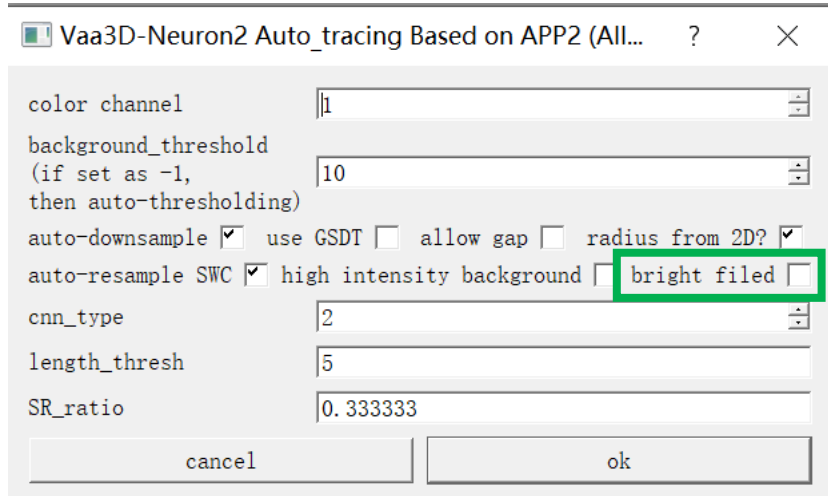 Vaa3D-Neuron2 Auto_tracing Based on APP2 (All... ?
color channel 1
background_threshold
(if set as -1,
then auto-thresholding) 10
auto-downsample use GSDT allow gap radius from 2D?
auto-resample SWC high intensity background bright filed
cnn_type 2
length_thresh 5
SR_ratio 0.333333
cancel ok